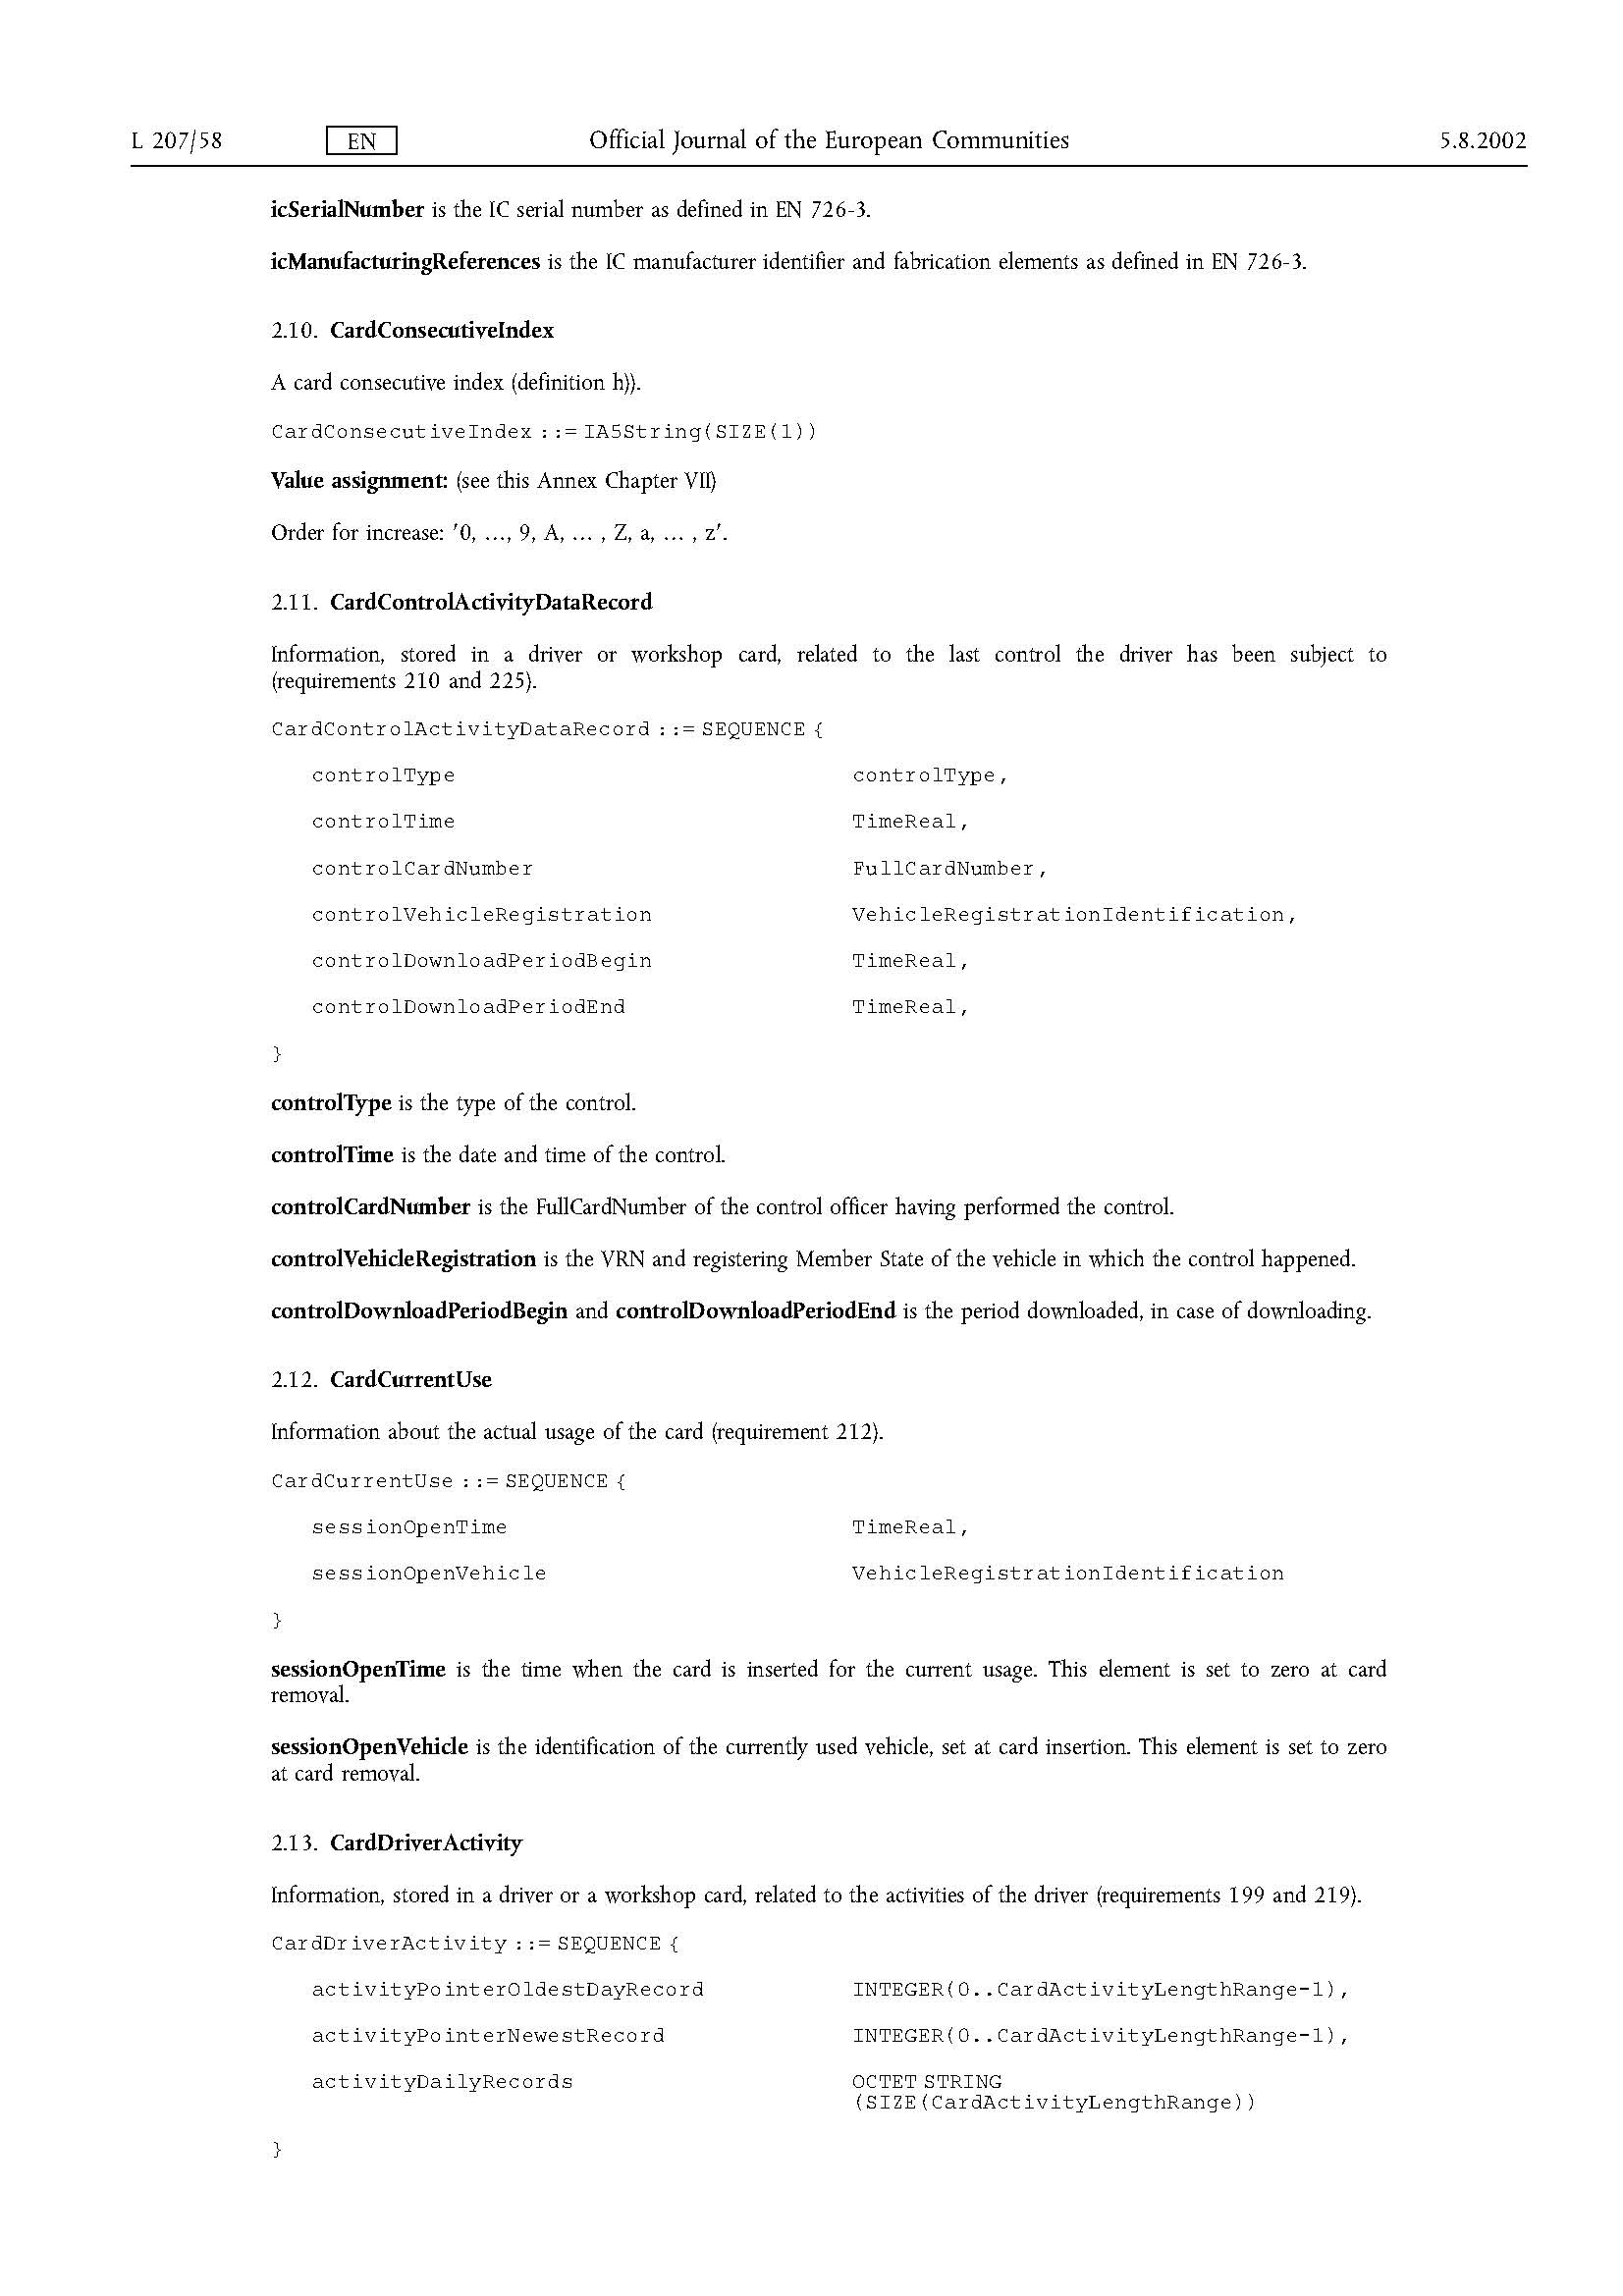 L 207/58 EN Official Journal of the European Communities 5.8.2002
icSerialNumber is the IC serial number as defined in EN 726-3.
icManufacturingReferences is the IC manufacturer identifier and fabrication elements as defined in EN 726-3.
2.10. CardConsecutiveIndex
A card consecutive index (definition h)).
CardConsecutiveIndex ::= IA5String(SIZE(1))
Value assignment: (see this Annex Chapter VII)
Order for increase: '0, …, 9, A, … , Z, a, … , z'.
2.11. CardControlActivityDataRecord
Information, stored in a driver or workshop card, related to the last control the driver has been subject to
(requirements 210 and 225).
CardControlActivityDataRecord ::= SEQUENCE {
controlType controlType,
controlTime TimeReal,
controlCardNumber FullCardNumber,
controlVehicleRegistration VehicleRegistrationIdentification,
controlDownloadPeriodBegin TimeReal,
controlDownloadPeriodEnd TimeReal,
}
controlType is the type of the control.
controlTime is the date and time of the control.
controlCardNumber is the FullCardNumber of the control officer having performed the control.
controlVehicleRegistration is the VRN and registering Member State of the vehicle in which the control happened.
controlDownloadPeriodBegin and controlDownloadPeriodEnd is the period downloaded, in case of downloading.
2.12. CardCurrentUse
Information about the actual usage of the card (requirement 212).
CardCurrentUse ::= SEQUENCE {
sessionOpenTime TimeReal,
sessionOpenVehicle VehicleRegistrationIdentification
}
sessionOpenTime is the time when the card is inserted for the current usage. This element is set to zero at card
removal.
sessionOpenVehicle is the identification of the currently used vehicle, set at card insertion. This element is set to zero
at card removal.
2.13. CardDriverActivity
Information, stored in a driver or a workshop card, related to the activities of the driver (requirements 199 and 219).
CardDriverActivity ::= SEQUENCE {
activityPointerOldestDayRecord INTEGER(0..CardActivityLengthRange-1),
activityPointerNewestRecord INTEGER(0..CardActivityLengthRange-1),
activityDailyRecords OCTET STRING
(SIZE(CardActivityLengthRange))
}